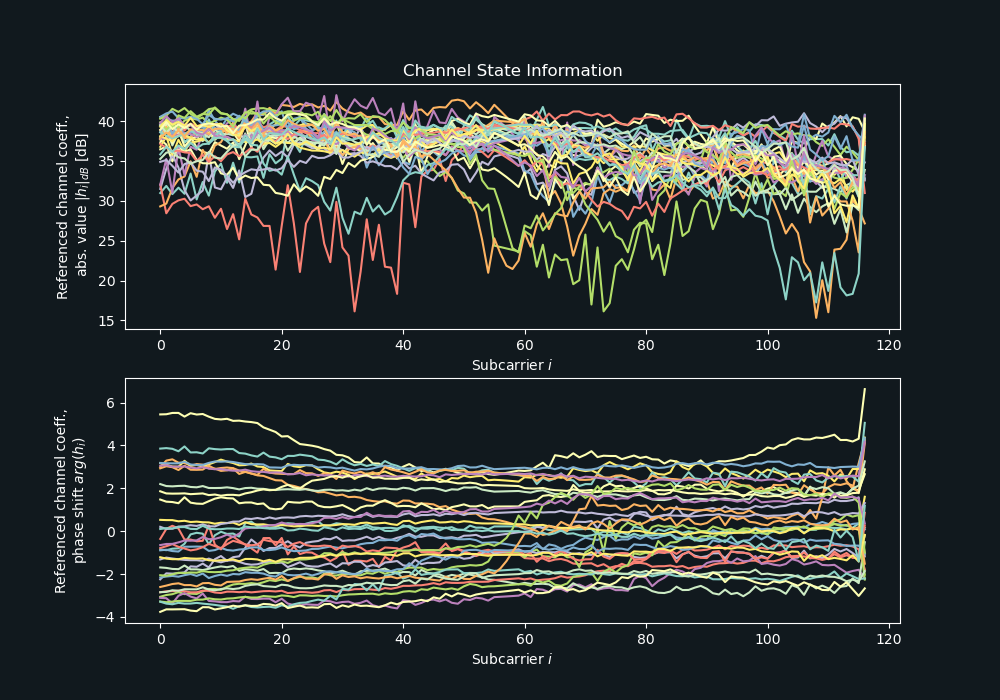 Channel State Information
Referenced channel coeff.,
abs. value |h_i|_dB [dB]
40
35
30
25
20
15
0 20 40 60 80 100 120
Subcarrier i
Referenced channel coeff.,
phase shift arg(h_i)
6
4
2
0
−2
−4
0 20 40 60 80 100 120
Subcarrier i